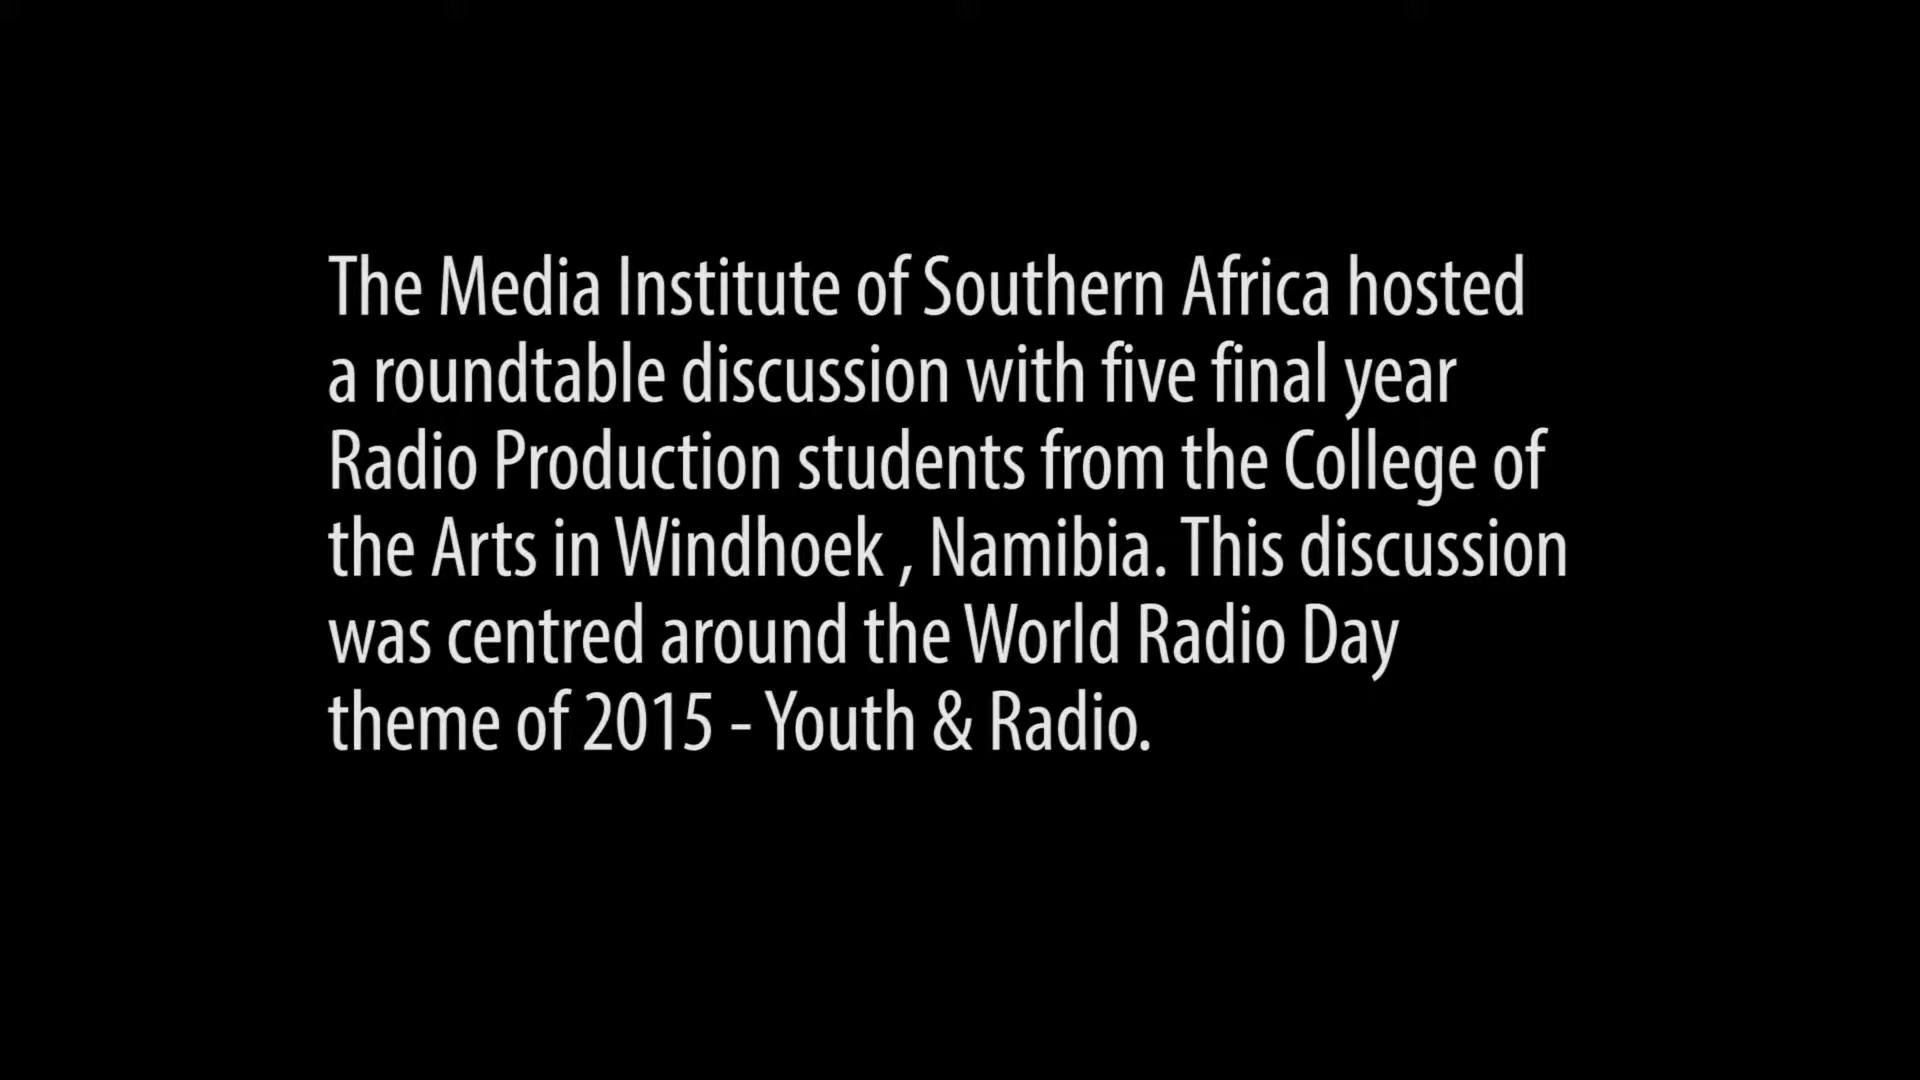 The Media Institute of Southern Africa hosted
a roundtable discussion with five final year
Radio Production students from the College of
the Arts in Windhoek , Namibia. This discussion
was centred around the World Radio Day
theme of 2015 - Youth & Radio.